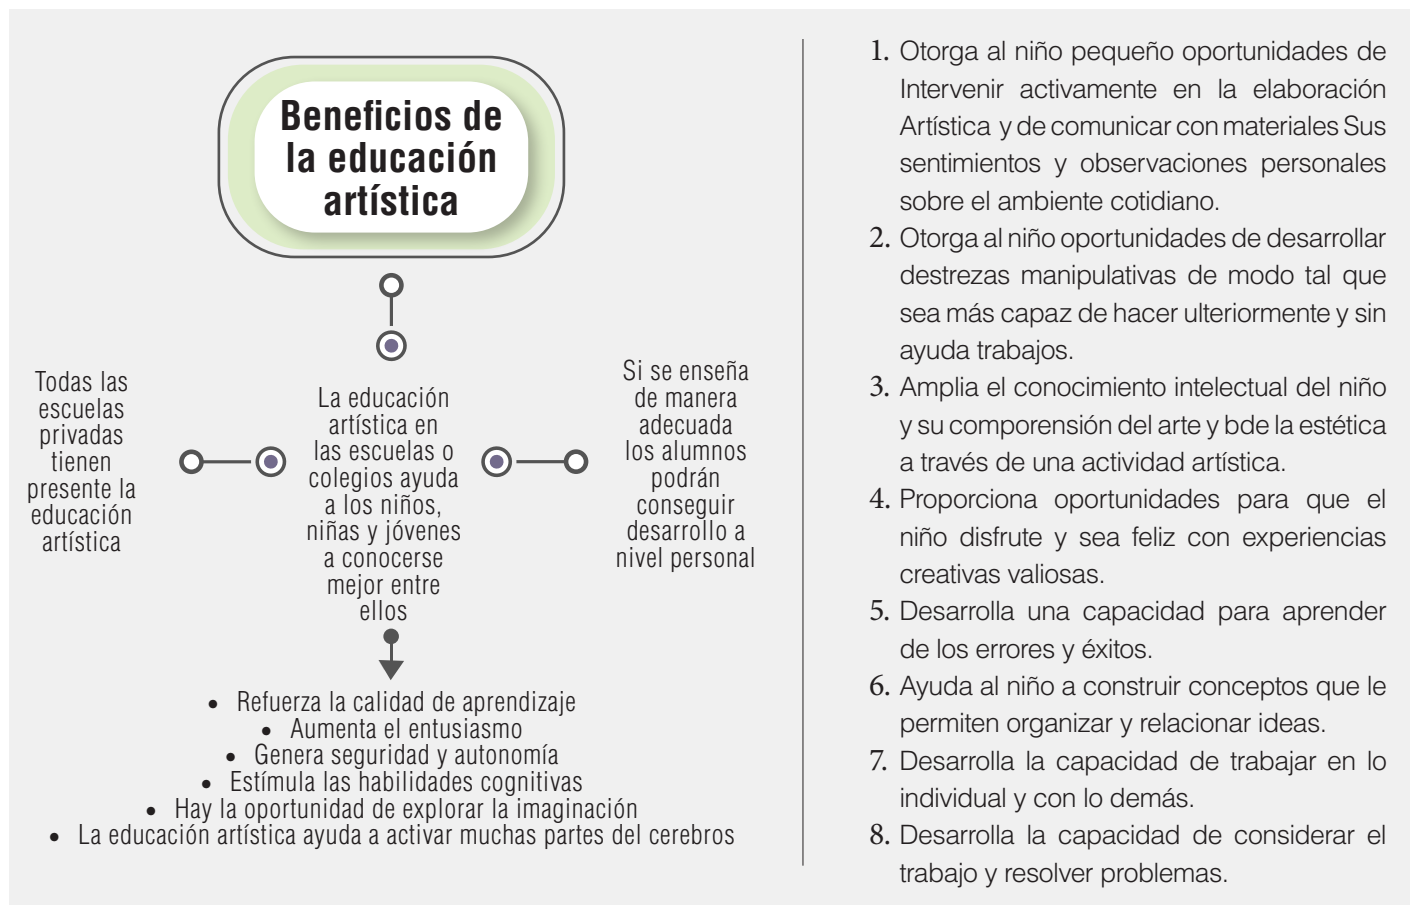 Beneficios de
la educación
artística
Todas las
escuelas
privadas
tienen
presente la
educación
artística
La educación
artística en
las escuelas o
colegios ayuda
a los niños,
niñas y jóvenes
a conocerse
mejor entre
ellos
Si se enseña
de manera
adecuada
los alumnos
podrán
conseguir
desarrollo a
nivel personal
• Refuerza la calidad de aprendizaje
• Aumenta el entusiasmo
• Genera seguridad y autonomía
• Estímula las habilidades cognitivas
• Hay la oportunidad de explorar la imaginación
• La educación artística ayuda a activar muchas partes del cerebros
1. Otorga al niño pequeño oportunidades de
Intervenir activamente en la elaboración
Artística y de comunicar con materiales Sus
sentimientos y observaciones personales
sobre el ambiente cotidiano.
2. Otorga al niño oportunidades de desarrollar
destrezas manipulativas de modo tal que
sea más capaz de hacer ulteriormente y sin
ayuda trabajos.
3. Amplia el conocimiento intelectual del niño
y su comporensión del arte y bde la estética
a través de una actividad artística.
4. Proporciona oportunidades para que el
niño disfrute y sea feliz con experiencias
creativas valiosas.
5. Desarrolla una capacidad para aprender
de los errores y éxitos.
6. Ayuda al niño a construir conceptos que le
permiten organizar y relacionar ideas.
7. Desarrolla la capacidad de trabajar en lo
individual y con lo demás.
8. Desarrolla la capacidad de considerar el
trabajo y resolver problemas.